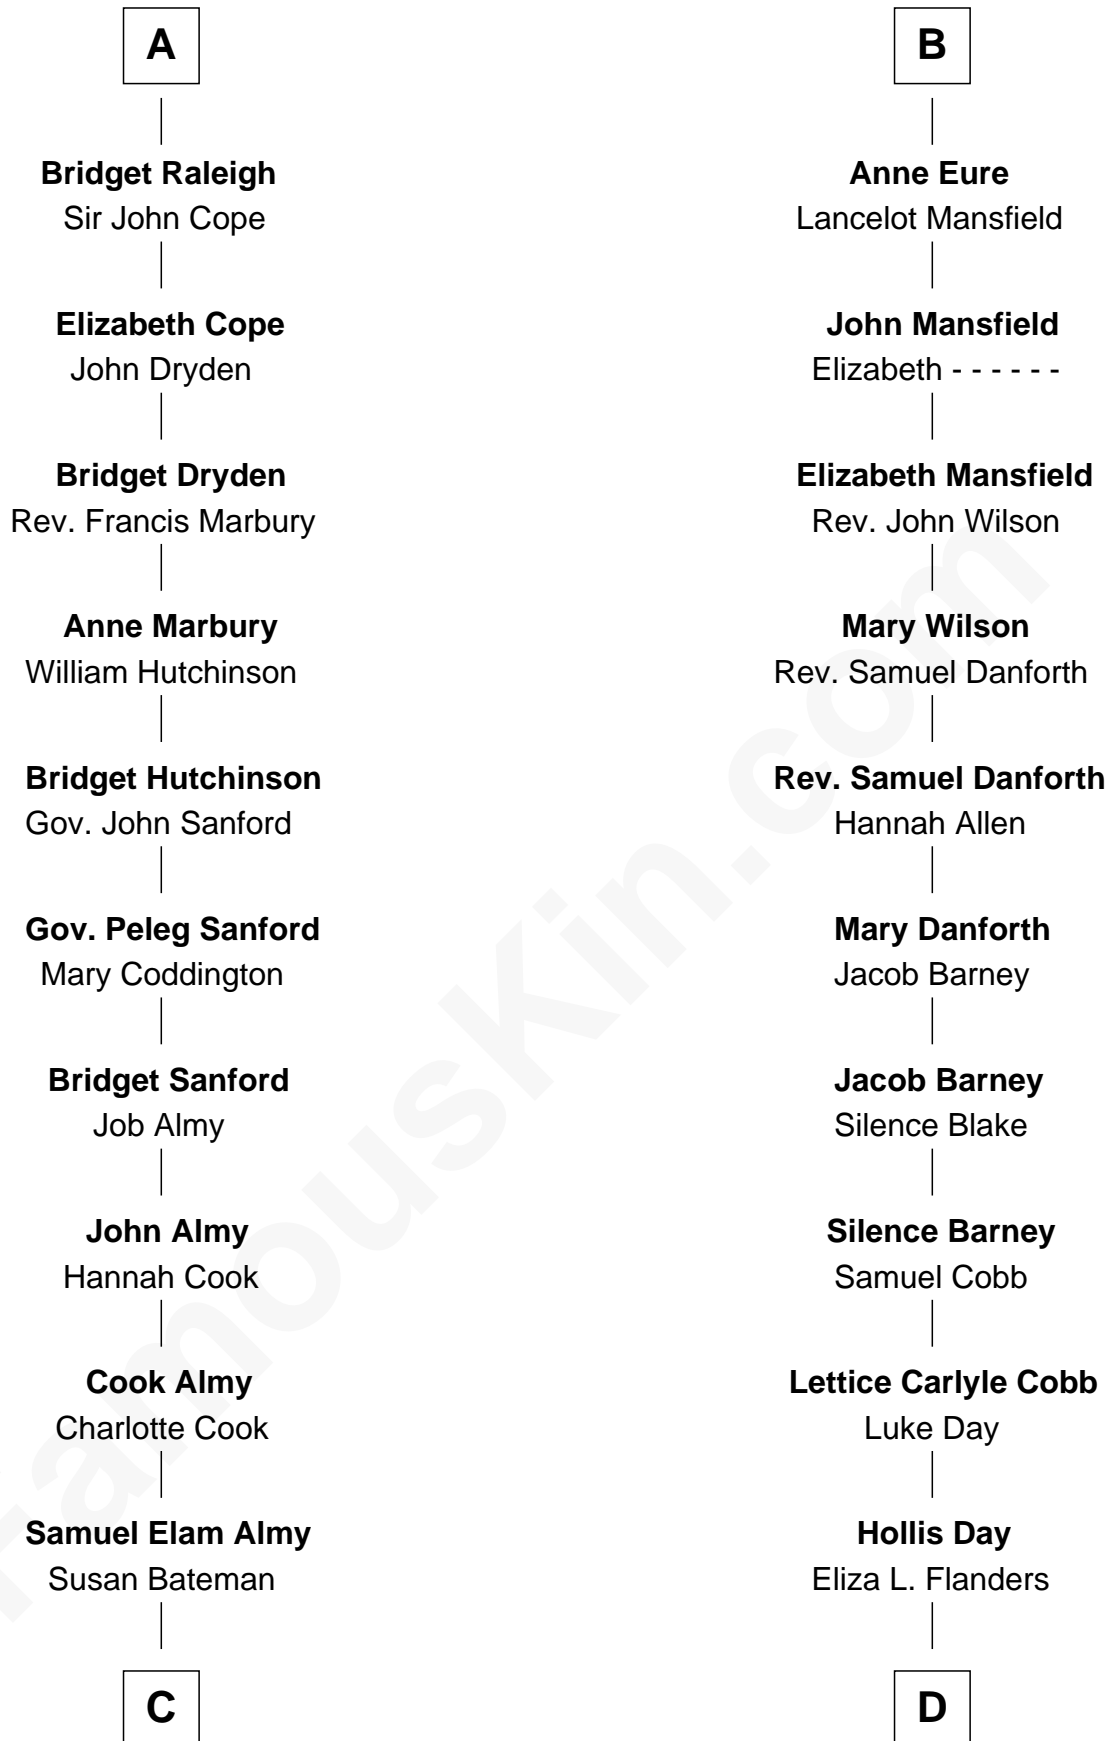 A
Bridget Raleigh
Sir John Cope
Elizabeth Cope
John Dryden
Bridget Dryden
Rev. Francis Marbury
Anne Marbury
William Hutchinson
Bridget Hutchinson
Gov. John Sanford
Gov. Peleg Sanford
Mary Coddington
Bridget Sanford
Job Almy
John Almy
Hannah Cook
Cook Almy
Charlotte Cook
Samuel Elam Almy
Susan Bateman
C
B
Anne Eure
Lancelot Mansfield
John Mansfield
Elizabeth - - - - - -
Elizabeth Mansfield
Rev. John Wilson
Mary Wilson
Rev. Samuel Danforth
Rev. Samuel Danforth
Hannah Allen
Mary Danforth
Jacob Barney
Jacob Barney
Silence Blake
Silence Barney
Samuel Cobb
Lettice Carlyle Cobb
Luke Day
Hollis Day
Eliza L. Flanders
D
FamousKin.com